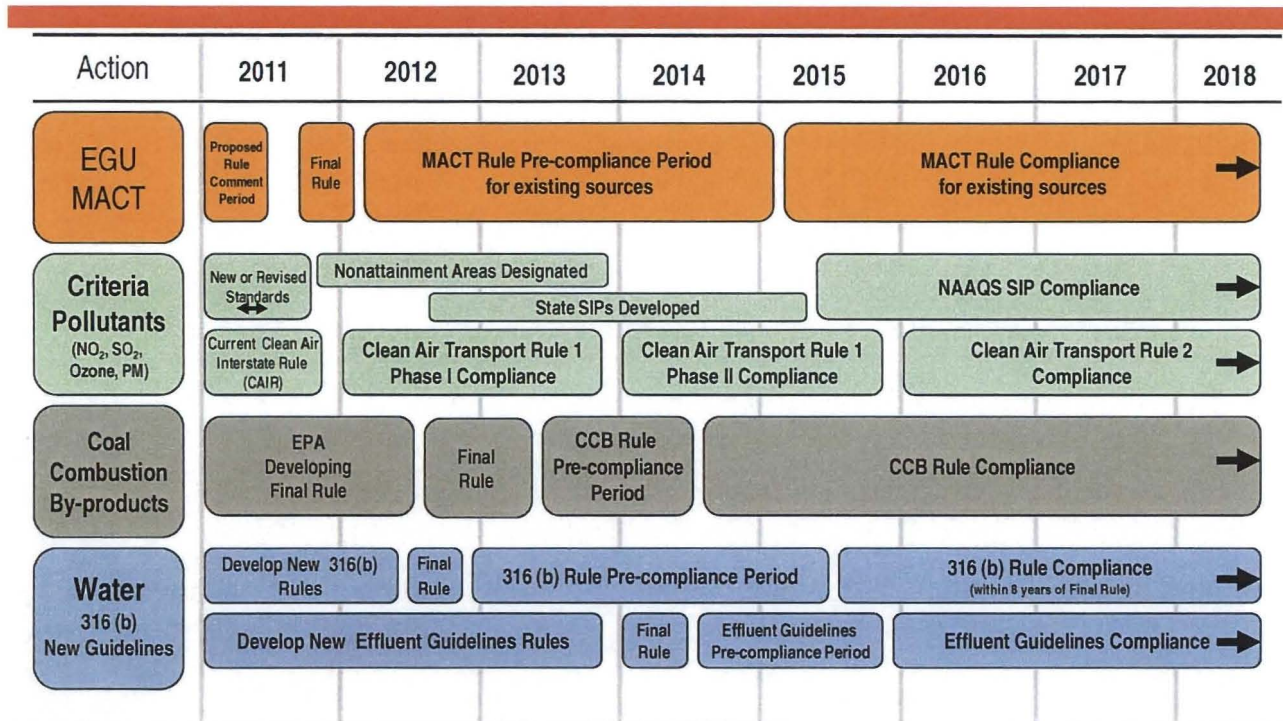 Action 2011 2012 2013 2014 2015 2016 2017 2018
EGU
MACT
Proposed
Rule
Comment
Period
Final
Rule
MACT Rule Pre-compliance Period
for existing sources
MACT Rule Compliance
for existing sources
Criteria
Pollutants
(NO₂, SO₂,
Ozone, PM)
New or Revised
Standards
Nonattainment Areas Designated
State SIPs Developed
NAAQS SIP Compliance
Current Clean Air
Interstate Rule
(CAIR)
Clean Air Transport Rule 1
Phase I Compliance
Clean Air Transport Rule 1
Phase II Compliance
Clean Air Transport Rule 2
Compliance
Coal
Combustion
By-products
EPA
Developing
Final Rule
Final
Rule
CCB Rule
Pre-compliance
Period
CCB Rule Compliance
Water
316 (b)
New Guidelines
Develop New 316(b)
Rules
Final
Rule
316 (b) Rule Pre-compliance Period
316 (b) Rule Compliance
(within 8 years of Final Rule)
Develop New Effluent Guidelines Rules
Final
Rule
Effluent Guidelines
Pre-compliance Period
Effluent Guidelines Compliance